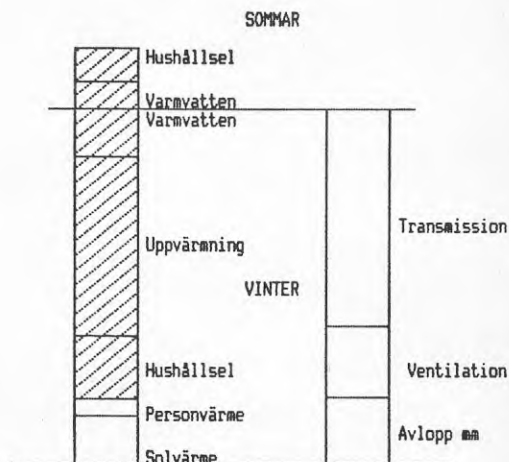 SOMMAR
Hushållsel
Varmvatten
Varmvatten
Transmission
Uppvärmning
VINTER
Hushållsel
Ventilation
Personvärme
Avlopp mm
Solvärme